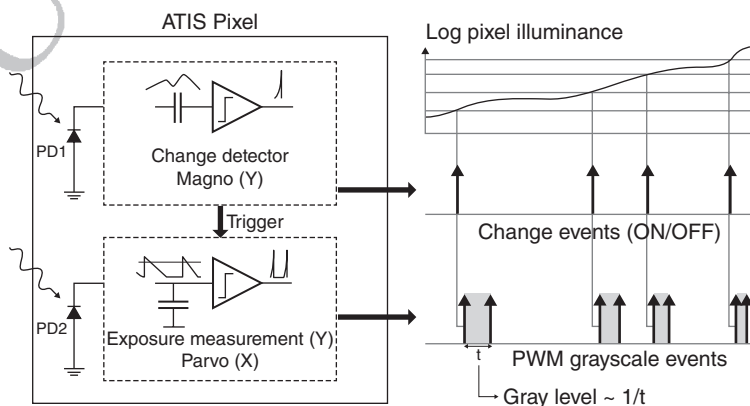 ATIS Pixel
PD1
Change detector
Magno (Y)
Trigger
PD2
Exposure measurement (Y)
Parvo (X)
Log pixel illuminance
Change events (ON/OFF)
t
PWM grayscale events
Gray level ~ 1/t